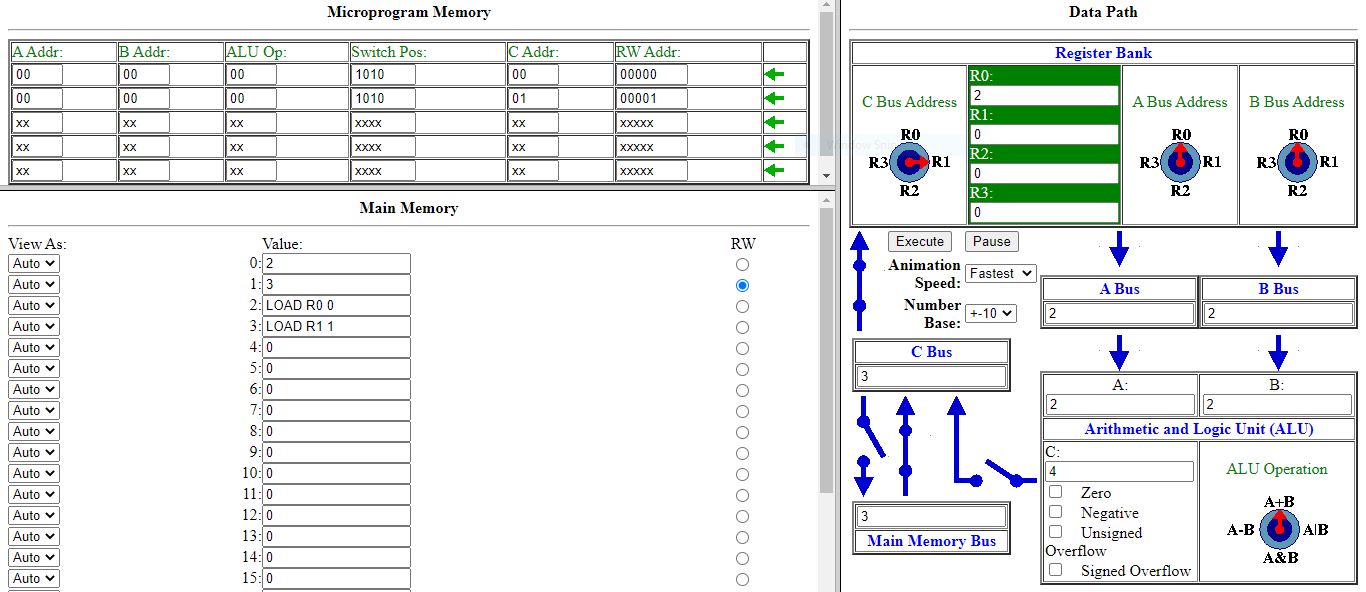 Microprogram Memory
A Addr: B Addr: ALU Op: Switch Pos: C Addr: RW Addr:
00 00 00 1010 00 00000
00 00 00 1010 01 00001
xx xx xx xxxx xx xxxxx
xx xx xx xxxx xx xxxxx
xx xx xx xxxx xx xxxxx
Main Memory
View As: Value: RW
Auto 0: 2
Auto 1: 3
Auto 2: LOAD R0 0
Auto 3: LOAD R1 1
Auto 4: 0
Auto 5: 0
Auto 6: 0
Auto 7: 0
Auto 8: 0
Auto 9: 0
Auto 10: 0
Auto 11: 0
Auto 12: 0
Auto 13: 0
Auto 14: 0
Auto 15: 0
Data Path
Register Bank
C Bus Address
R0
R3 R1
R2
R0:
2
R1:
0
R2:
0
R3:
0
A Bus Address
R0
R3 R1
R2
B Bus Address
R0
R3 R1
R2
Execute Pause
Animation
Speed: Fastest
Number
Base: +-10
A Bus
2
B Bus
2
C Bus
3
3
Main Memory Bus
A: B:
2 2
Arithmetic and Logic Unit (ALU)
C:
4
Zero
Negative
Unsigned
Overflow
Signed Overflow
ALU Operation
A+B
A-B A|B
A&B